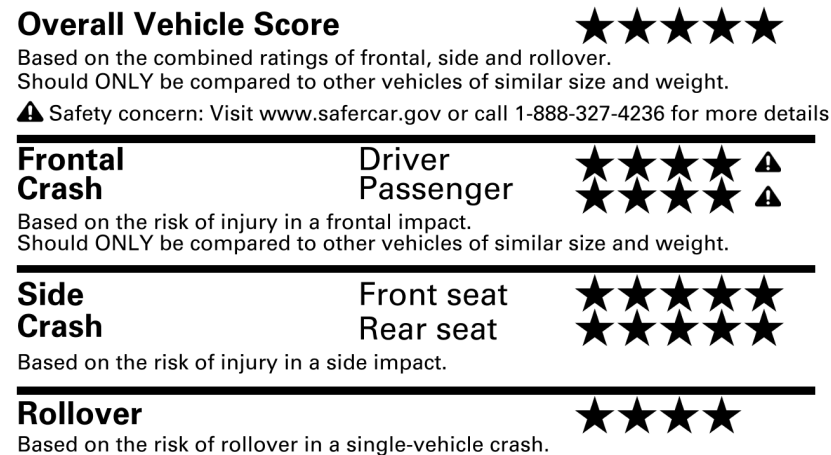 Overall Vehicle Score ★★★★★
Based on the combined ratings of frontal, side and rollover.
Should ONLY be compared to other vehicles of similar size and weight.
⚠ Safety concern: Visit www.safercar.gov or call 1-888-327-4236 for more details
Frontal Driver ★★★★ ⚠
Crash Passenger ★★★★ ⚠
Based on the risk of injury in a frontal impact.
Should ONLY be compared to other vehicles of similar size and weight.
Side Front seat ★★★★★
Crash Rear seat ★★★★★
Based on the risk of injury in a side impact.
Rollover ★★★★
Based on the risk of rollover in a single-vehicle crash.